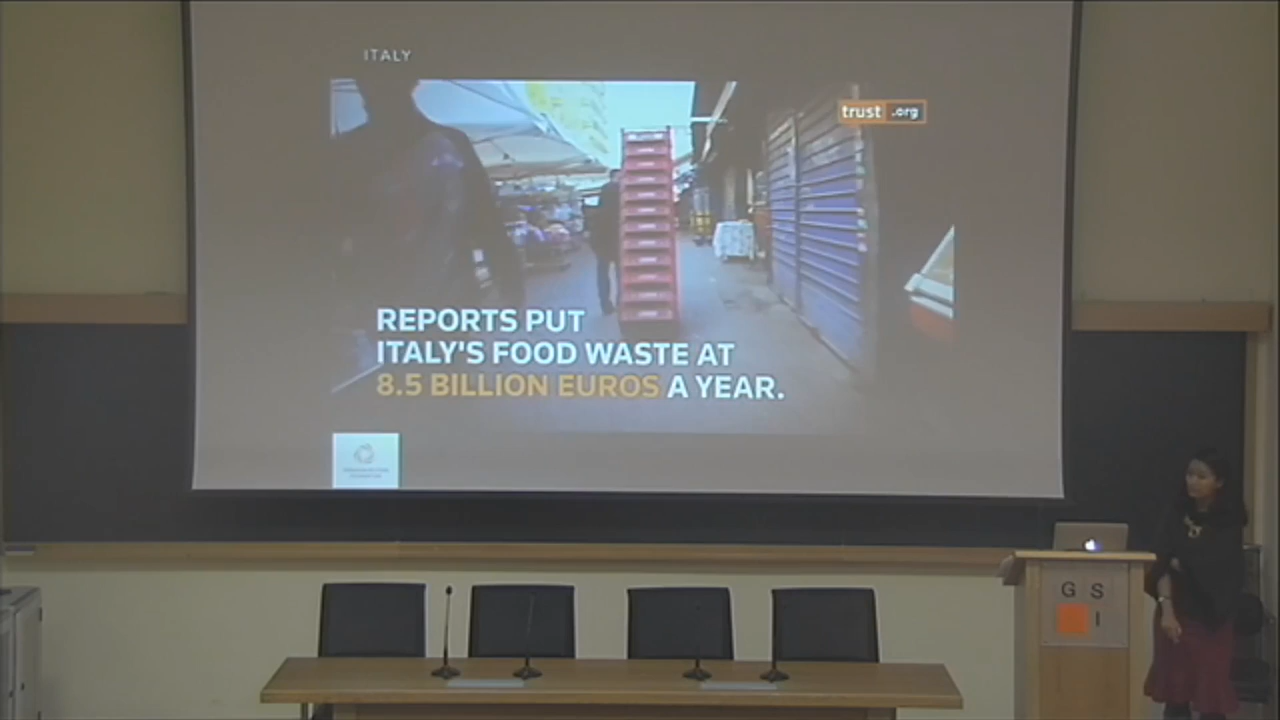 ITALY
trust.org
REPORTS PUT
ITALY'S FOOD WASTE AT
8.5 BILLION EUROS A YEAR.
G S
I